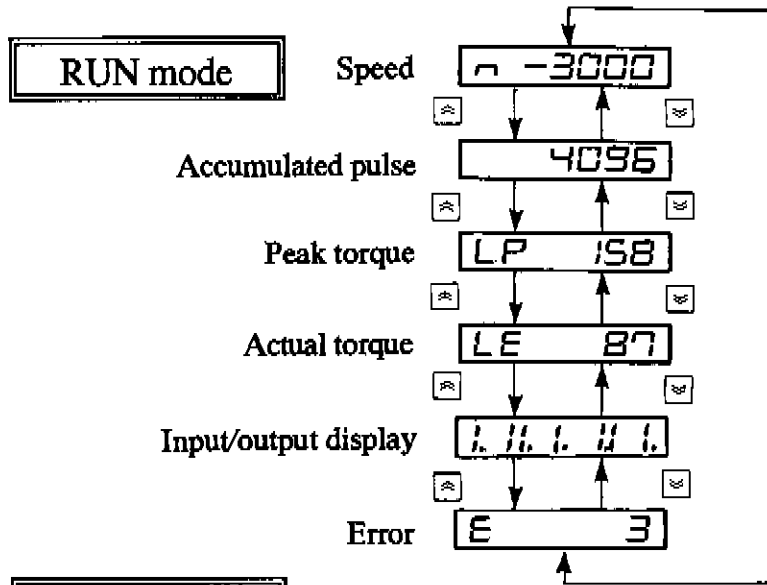 RUN mode
Speed n -3000
Accumulated pulse 4096
Peak torque LP 158
Actual torque LE 87
Input/output display
Error E 3